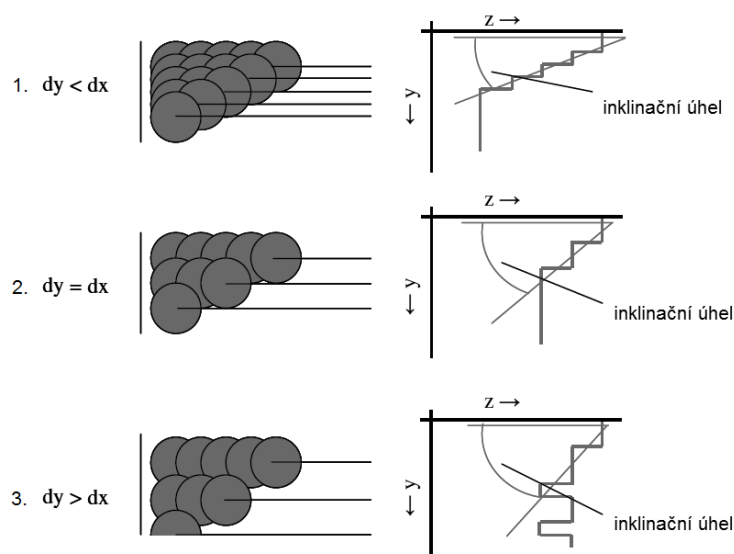 z →
1. dy < dx
← y
inklinační úhel
z →
2. dy = dx
← y
inklinační úhel
z →
3. dy > dx
← y
inklinační úhel